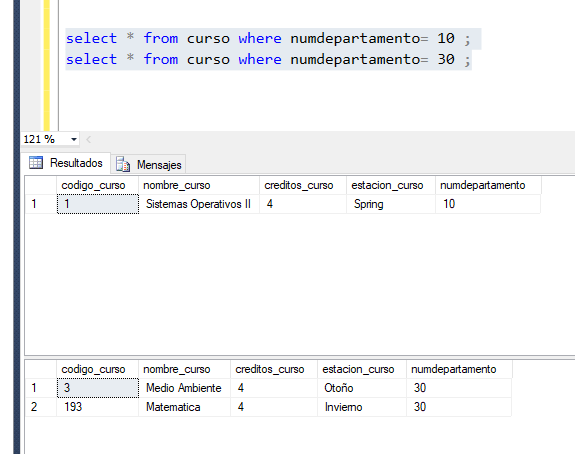 select * from curso where numdepartamento= 10 ;
select * from curso where numdepartamento= 30 ;
121 %
Resultados Mensajes
codigo_curso nombre_curso creditos_curso estacion_curso numdepartamento
1 1 Sistemas Operativos II 4 Spring 10
codigo_curso nombre_curso creditos_curso estacion_curso numdepartamento
1 3 Medio Ambiente 4 Otoño 30
2 193 Matematica 4 Invierno 30